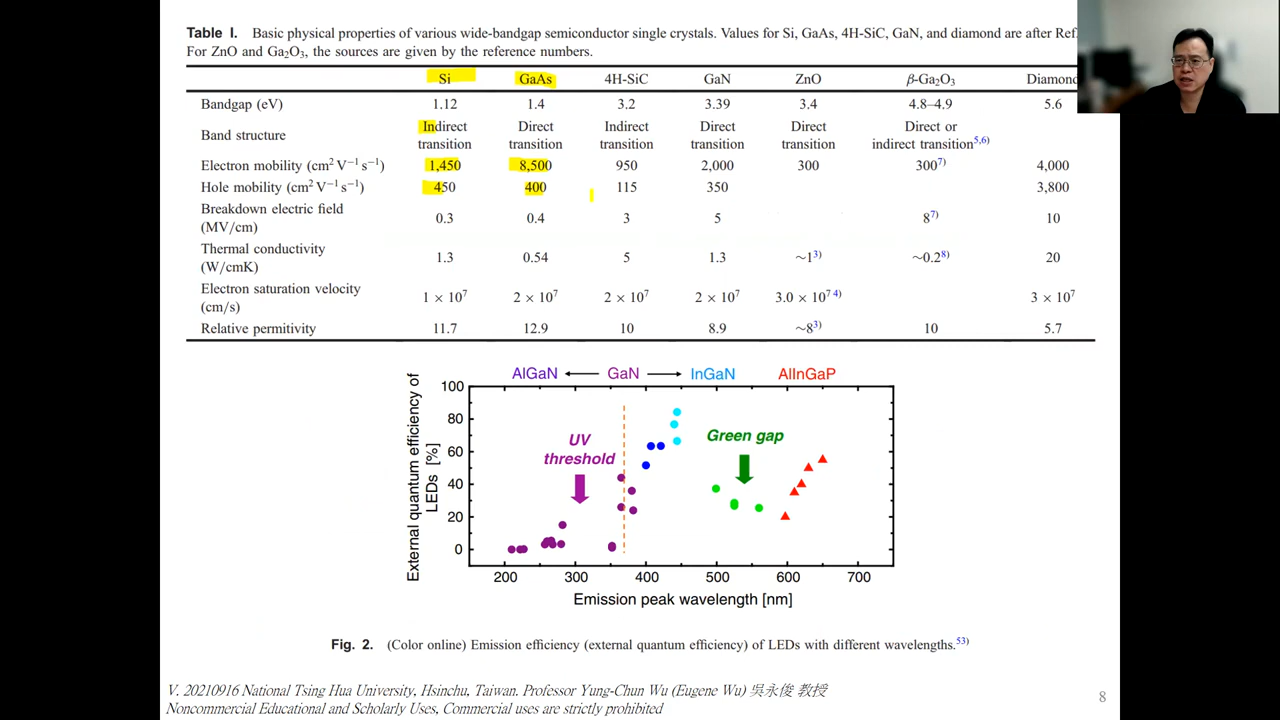 Table I. Basic physical properties of various wide-bandgap semiconductor single crystals. Values for Si, GaAs, 4H-SiC, GaN, and diamond are after Ref.
For ZnO and Ga₂O₃, the sources are given by the reference numbers.
Si GaAs 4H-SiC GaN ZnO β-Ga₂O₃ Diamond
Bandgap (eV) 1.12 1.4 3.2 3.39 3.4 4.8–4.9 5.6
Band structure Indirect transition Direct transition Indirect transition Direct transition Direct transition Direct or indirect transition⁵,⁶⁾
Electron mobility (cm² V⁻¹ s⁻¹) 1,450 8,500 950 2,000 300 300⁷⁾ 4,000
Hole mobility (cm² V⁻¹ s⁻¹) 450 400 115 350 3,800
Breakdown electric field (MV/cm) 0.3 0.4 3 5 8⁷⁾ 10
Thermal conductivity (W/cmK) 1.3 0.54 5 1.3 ~1³⁾ ~0.2⁸⁾ 20
Electron saturation velocity (cm/s) 1 × 10⁷ 2 × 10⁷ 2 × 10⁷ 2 × 10⁷ 3.0 × 10⁷ ⁴⁾ 3 × 10⁷
Relative permitivity 11.7 12.9 10 8.9 ~8³⁾ 10 5.7
AlGaN ← GaN → InGaN AlInGaP
External quantum efficiency of
LEDs [%]
100
80
60
40
20
0
UV
threshold
Green gap
200 300 400 500 600 700
Emission peak wavelength [nm]
Fig. 2. (Color online) Emission efficiency (external quantum efficiency) of LEDs with different wavelengths.⁵³⁾
V. 20210916 National Tsing Hua University, Hsinchu, Taiwan. Professor Yung-Chun Wu (Eugene Wu) 吳永俊 教授
Noncommercial Educational and Scholarly Uses, Commercial uses are strictly prohibited
8